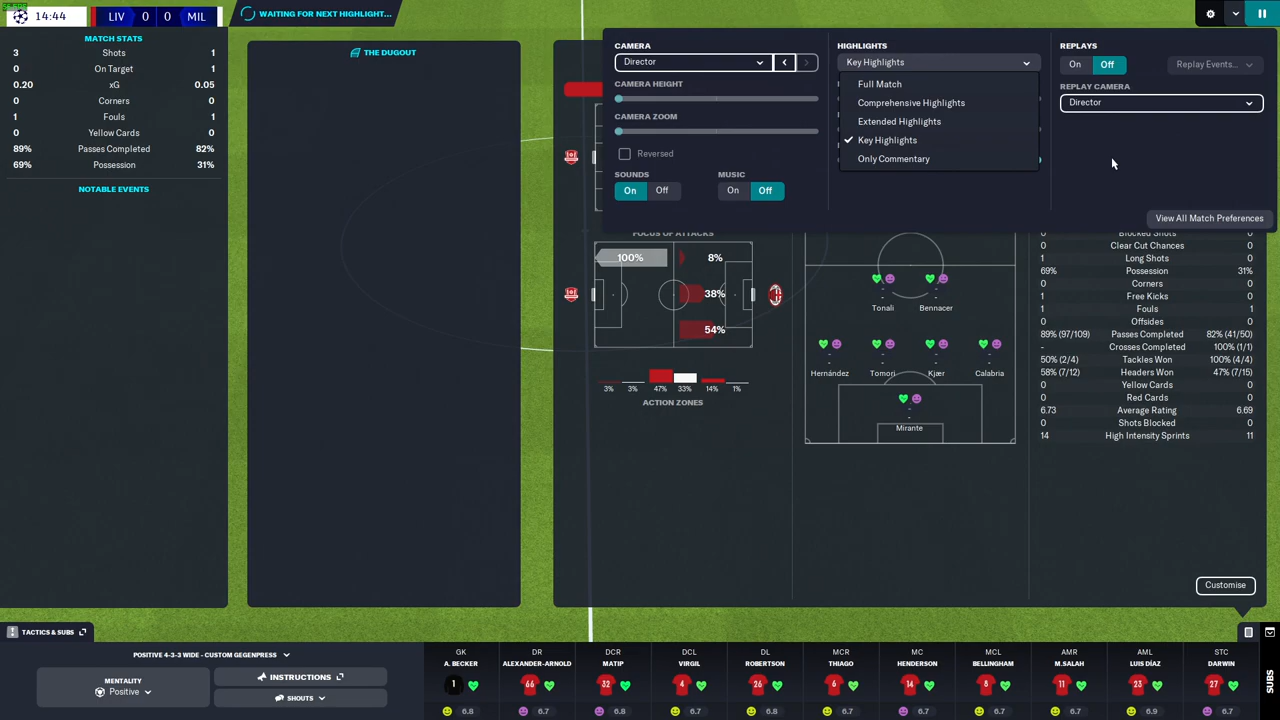 14:44 LIV 0 0 MIL WAITING FOR NEXT HIGHLIGHT...
MATCH STATS
3 Shots 1
0 On Target 1
0.20 xG 0.05
0 Corners 0
1 Fouls 1
0 Yellow Cards 0
89% Passes Completed 82%
69% Possession 31%
NOTABLE EVENTS
THE DUGOUT
CAMERA
Director
CAMERA HEIGHT
CAMERA ZOOM
Reversed
SOUNDS
On Off
MUSIC
On Off
HIGHLIGHTS
Key Highlights
Full Match
Comprehensive Highlights
Extended Highlights
Key Highlights
Only Commentary
REPLAYS
On Off Replay Events...
REPLAY CAMERA
Director
View All Match Preferences
FOCUS OF ATTACKS
100% 8%
38%
54%
3% 3% 47% 33% 14% 1%
ACTION ZONES
Tonali Bennacer
Hernández Tomori Kjær Calabria
Mirante
0 Blocked Shots 0
0 Clear Cut Chances 0
1 Long Shots 0
69% Possession 31%
0 Corners 0
1 Free Kicks 0
1 Fouls 1
0 Offsides 0
89% (97/109) Passes Completed 82% (41/50)
- Crosses Completed 100% (1/1)
50% (2/4) Tackles Won 100% (4/4)
58% (7/12) Headers Won 47% (7/15)
0 Yellow Cards 0
0 Red Cards 0
6.73 Average Rating 6.69
0 Shots Blocked 0
14 High Intensity Sprints 11
Customise
TACTICS & SUBS
POSITIVE 4-3-3 WIDE - CUSTOM GEGENPRESS
MENTALITY
Positive
INSTRUCTIONS
SHOUTS
GK DR DCR DCL DL MCR MC MCL AMR AML STC
A. BECKER ALEXANDER-ARNOLD MATIP VIRGIL ROBERTSON THIAGO HENDERSON BELLINGHAM M.SALAH LUIS DÍAZ DARWIN
1 66 32 4 26 6 14 8 11 23 27
6.8 6.7 6.8 6.7 6.8 6.7 6.7 6.7 6.7 6.9 6.7
SUBS